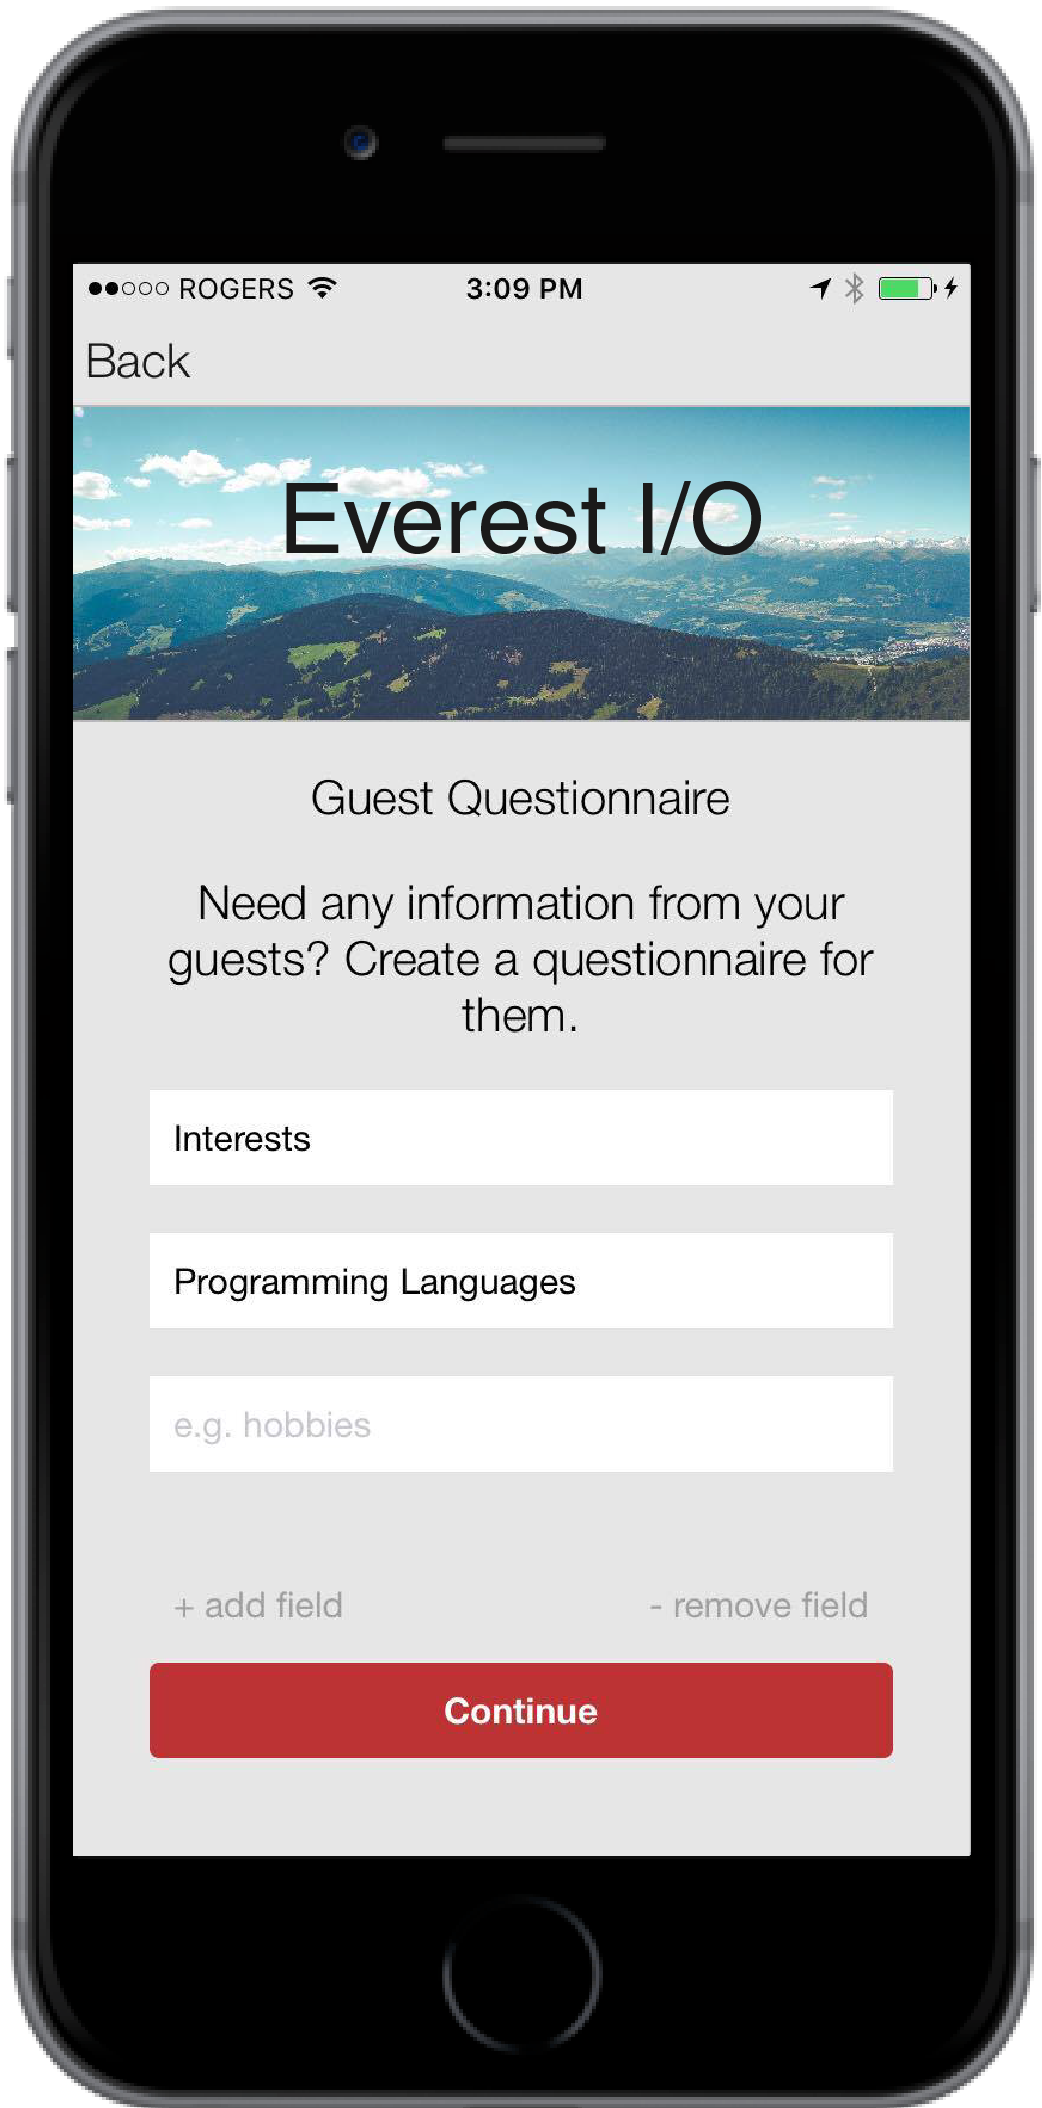 ROGERS 3:09 PM
Back
Everest I/O
Guest Questionnaire
Need any information from your
guests? Create a questionnaire for
them.
Interests
Programming Languages
e.g. hobbies
+ add field - remove field
Continue